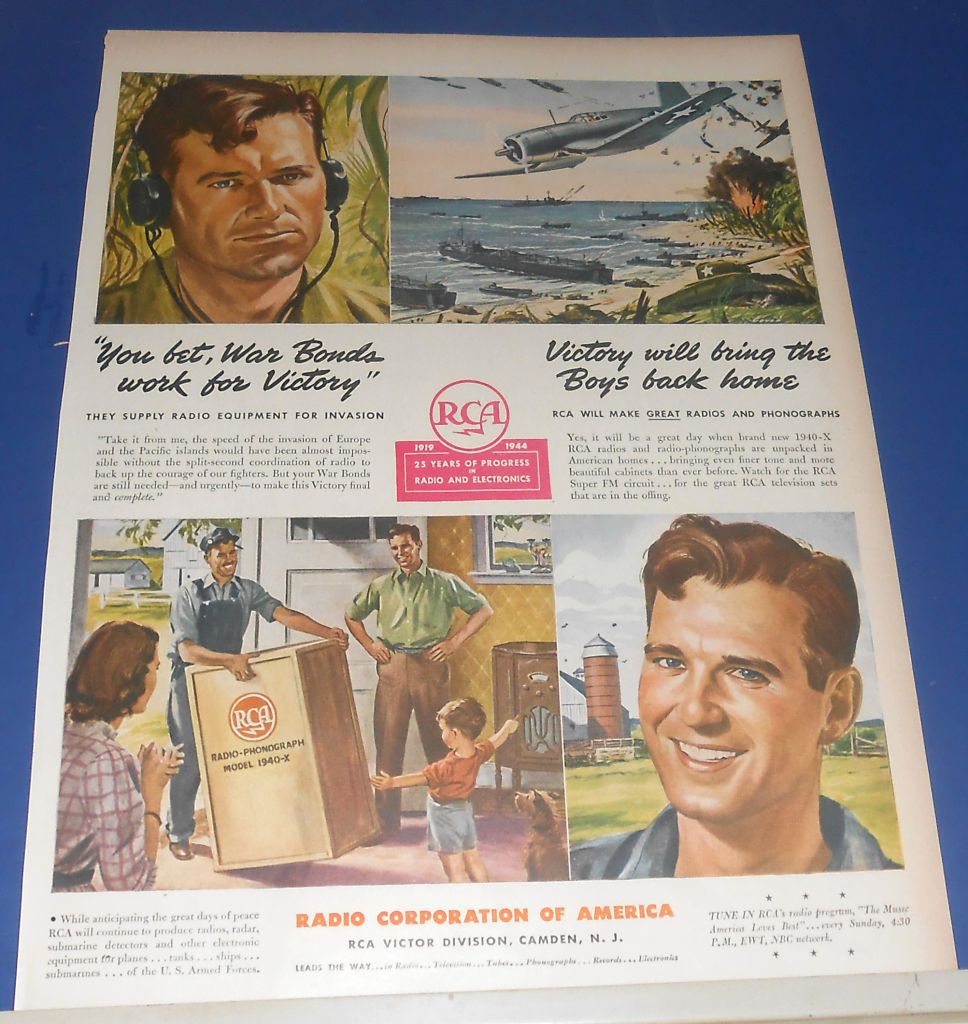 "You bet, War Bonds
work for Victory"
THEY SUPPLY RADIO EQUIPMENT FOR INVASION
"Take it from me, the speed of the invasion of Europe
and the Pacific islands would have been almost impos-
sible without the split-second coordination of radio to
back up the courage of our fighters. But your War Bonds
are still needed—and urgently—to make this Victory final
and complete."
RCA
1919 1944
25 YEARS OF PROGRESS
IN
RADIO AND ELECTRONICS
Victory will bring the
Boys back home
RCA WILL MAKE GREAT RADIOS AND PHONOGRAPHS
Yes, it will be a great day when brand new 1940-X
RCA radios and radio-phonographs are unpacked in
American homes . . . bringing even finer tone and more
beautiful cabinets than ever before. Watch for the RCA
Super FM circuit . . . for the great RCA television sets
that are in the offing.
RCA
RADIO-PHONOGRAPH
MODEL 1940-X
• While anticipating the great days of peace
RCA will continue to produce radios, radar,
submarine detectors and other electronic
equipment for planes . . . tanks . . . ships . . .
submarines . . . of the U. S. Armed Forces.
RADIO CORPORATION OF AMERICA
RCA VICTOR DIVISION, CAMDEN, N. J.
LEADS THE WAY . . . in Radio . . . Television . . . Tubes . . . Phonographs . . . Records . . . Electronics
TUNE IN RCA's radio program, "The Music
America Loves Best" . . . every Sunday, 4:30
P.M., EWT, NBC network.